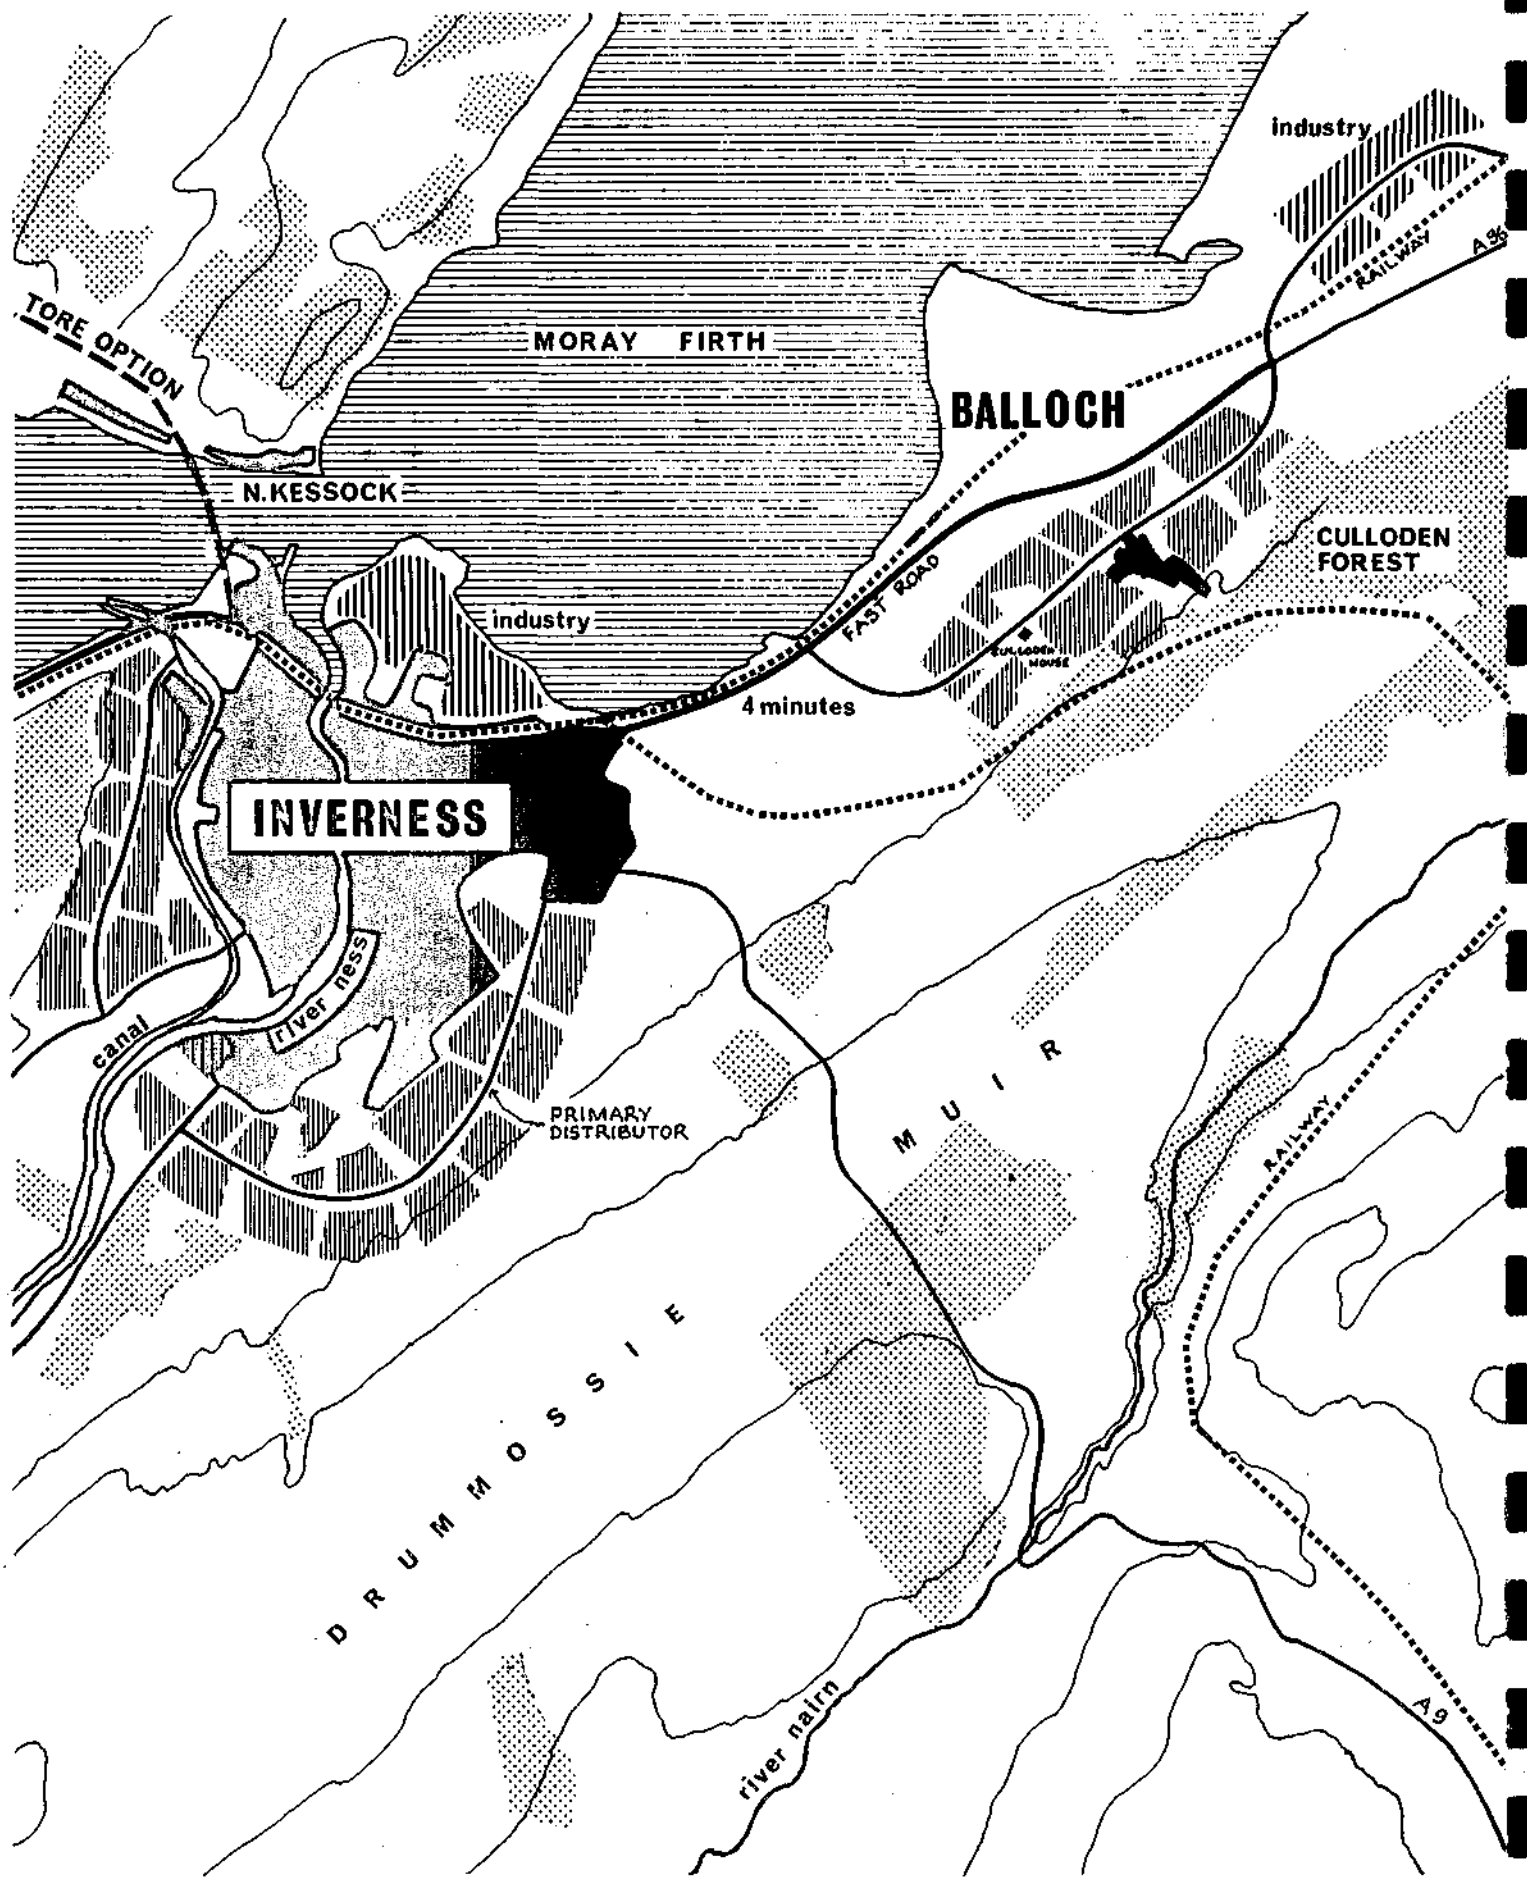 industry
RAILWAY
A96
TORE OPTION
MORAY FIRTH
BALLOCH
N.KESSOCK
CULLODEN
FOREST
FAST ROAD
industry
CULLODEN
HOUSE
4 minutes
INVERNESS
river ness
canal
PRIMARY
DISTRIBUTOR
RAILWAY
DRUMMOSSIE MUIR
A9
river nairn